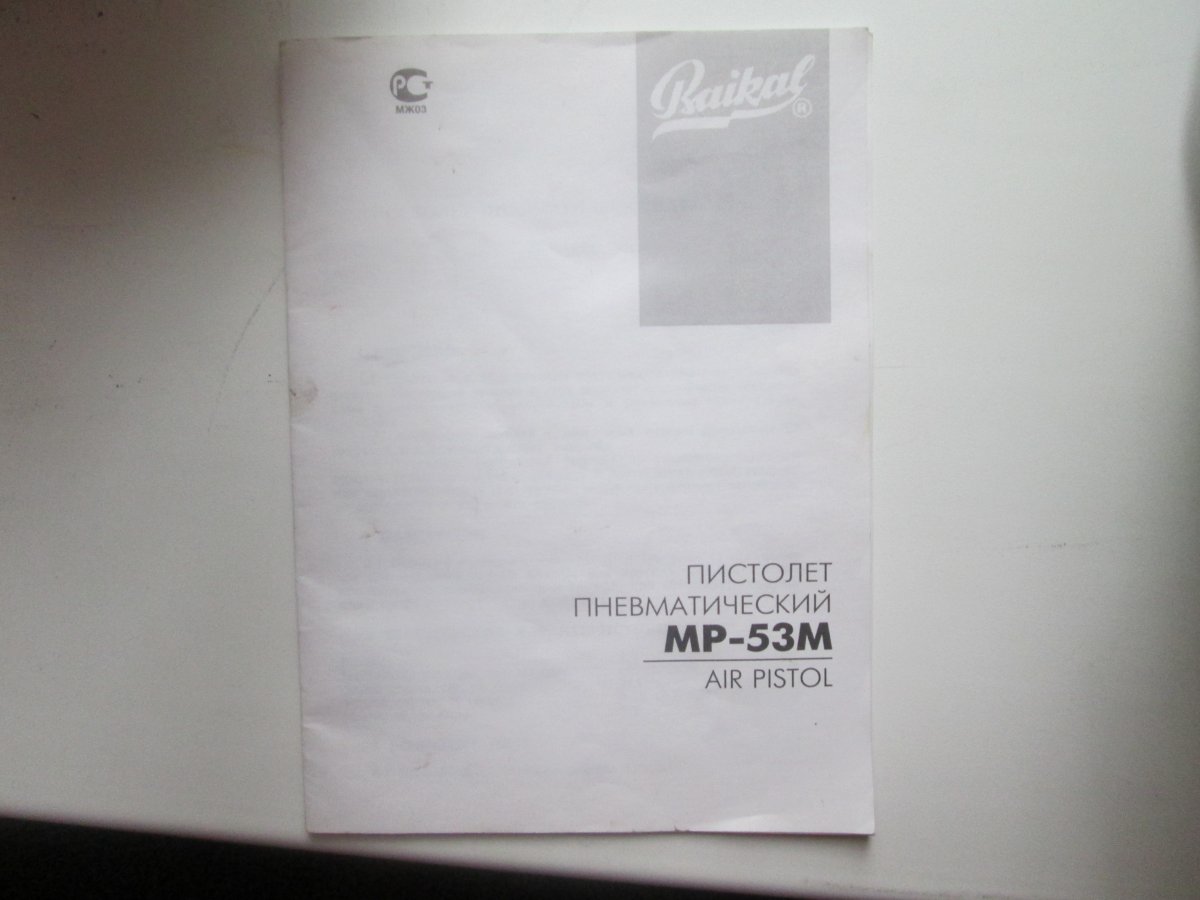 РСТ
МЖ03
Baikal®
ПИСТОЛЕТ
ПНЕВМАТИЧЕСКИЙ
МР-53М
AIR PISTOL